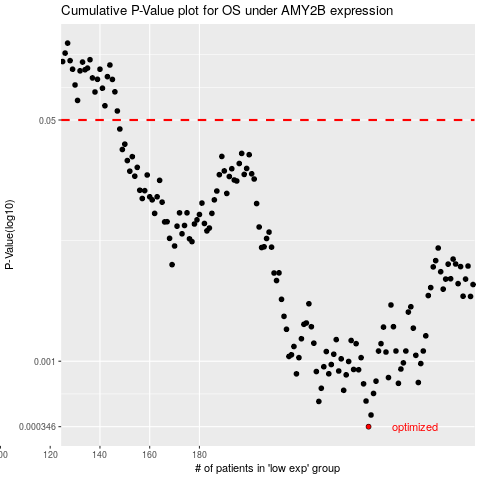 Cumulative P-Value plot for OS under AMY2B expression
P-Value(log10)
0.05
0.001
0.000346
optimized
00 120 140 160 180
# of patients in 'low exp' group